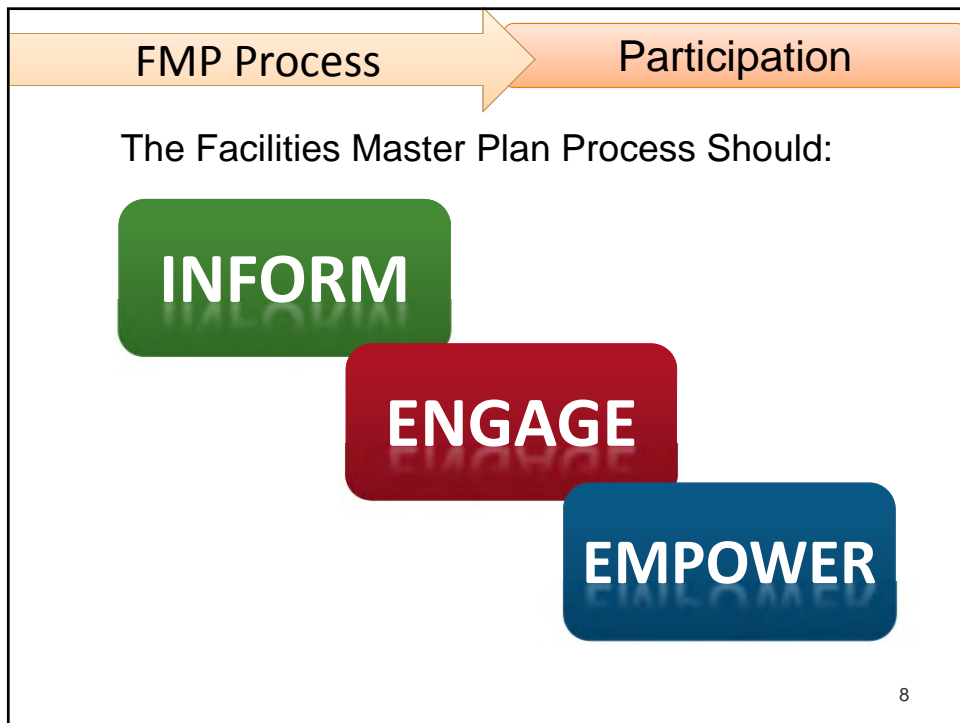 FMP Process
Participation
The Facilities Master Plan Process Should:
INFORM
ENGAGE
EMPOWER
8